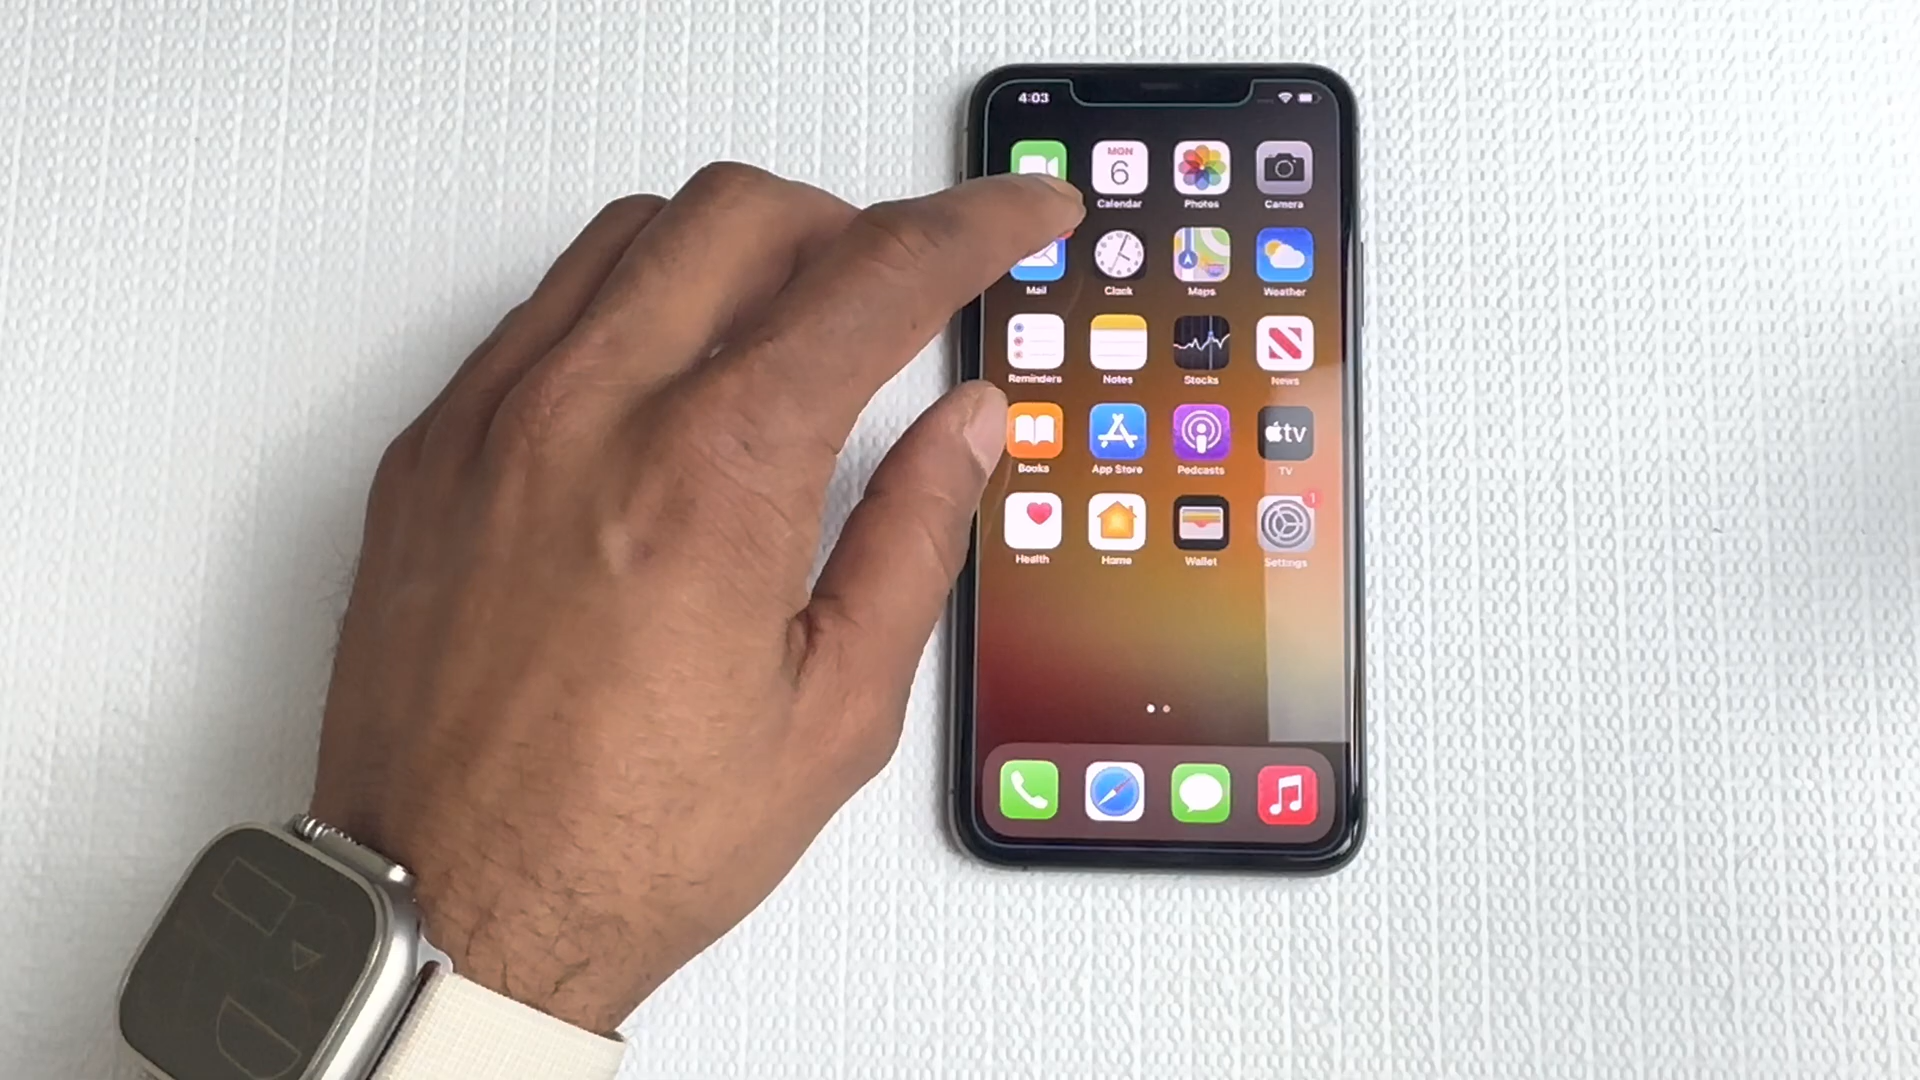 4:03
MON
6
Calendar Photos Camera
Mail Clock Maps Weather
Reminders Notes Stocks News
tv
Books App Store Podcasts TV
1
Health Home Wallet Settings